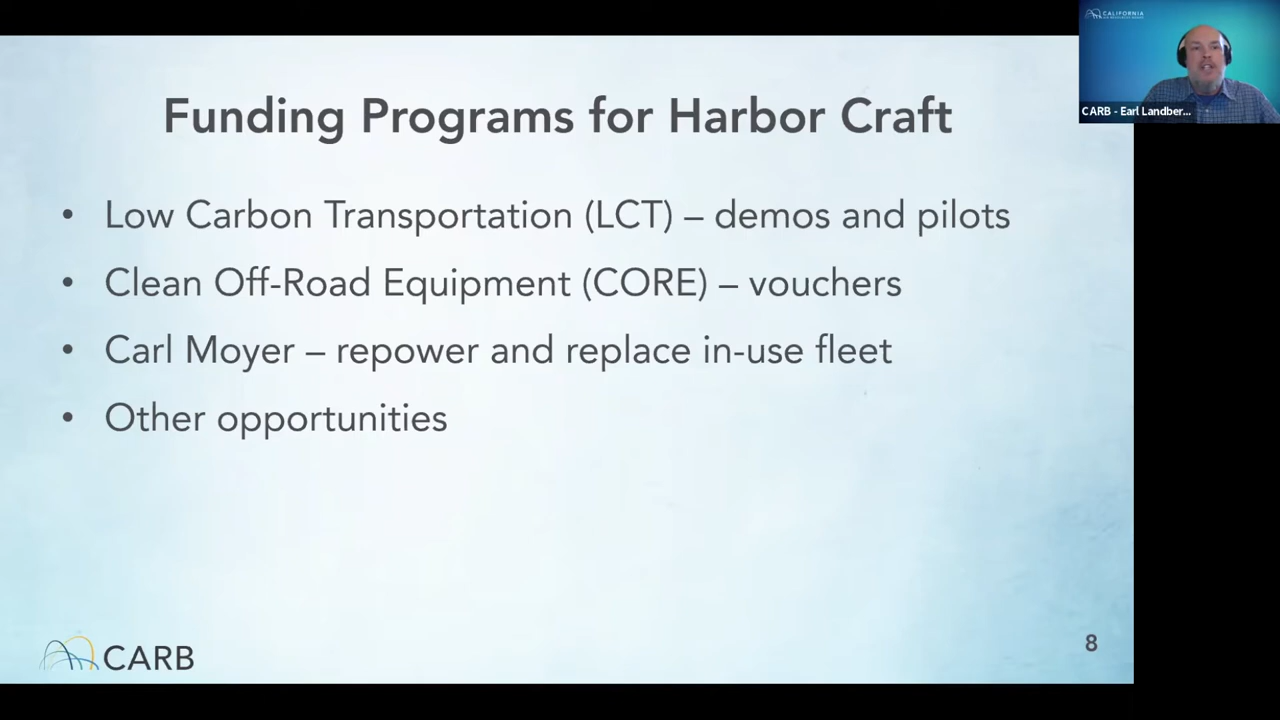 CALIFORNIA
Funding Programs for Harbor Craft
CARB - Earl Landber...
• Low Carbon Transportation (LCT) – demos and pilots
• Clean Off-Road Equipment (CORE) – vouchers
• Carl Moyer – repower and replace in-use fleet
• Other opportunities
CARB
8